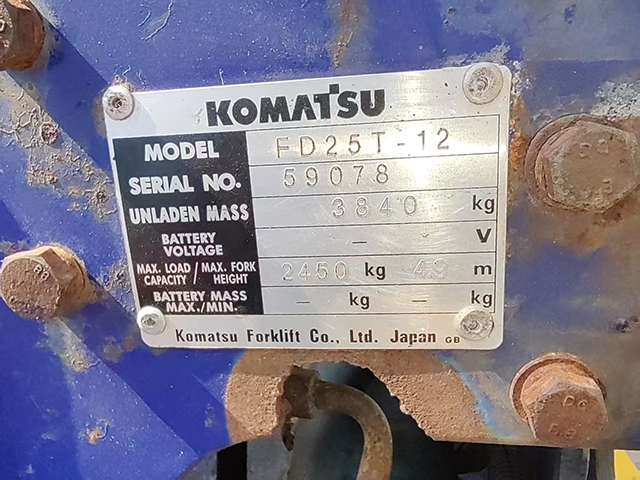 KOMATSU
MODEL FD25T-12
SERIAL NO. 59078
UNLADEN MASS 3840 kg
BATTERY VOLTAGE – V
MAX. LOAD CAPACITY / MAX. FORK HEIGHT 2450 kg 4.9 m
BATTERY MASS MAX./MIN. – kg – kg
Komatsu Forklift Co., Ltd. Japan GB